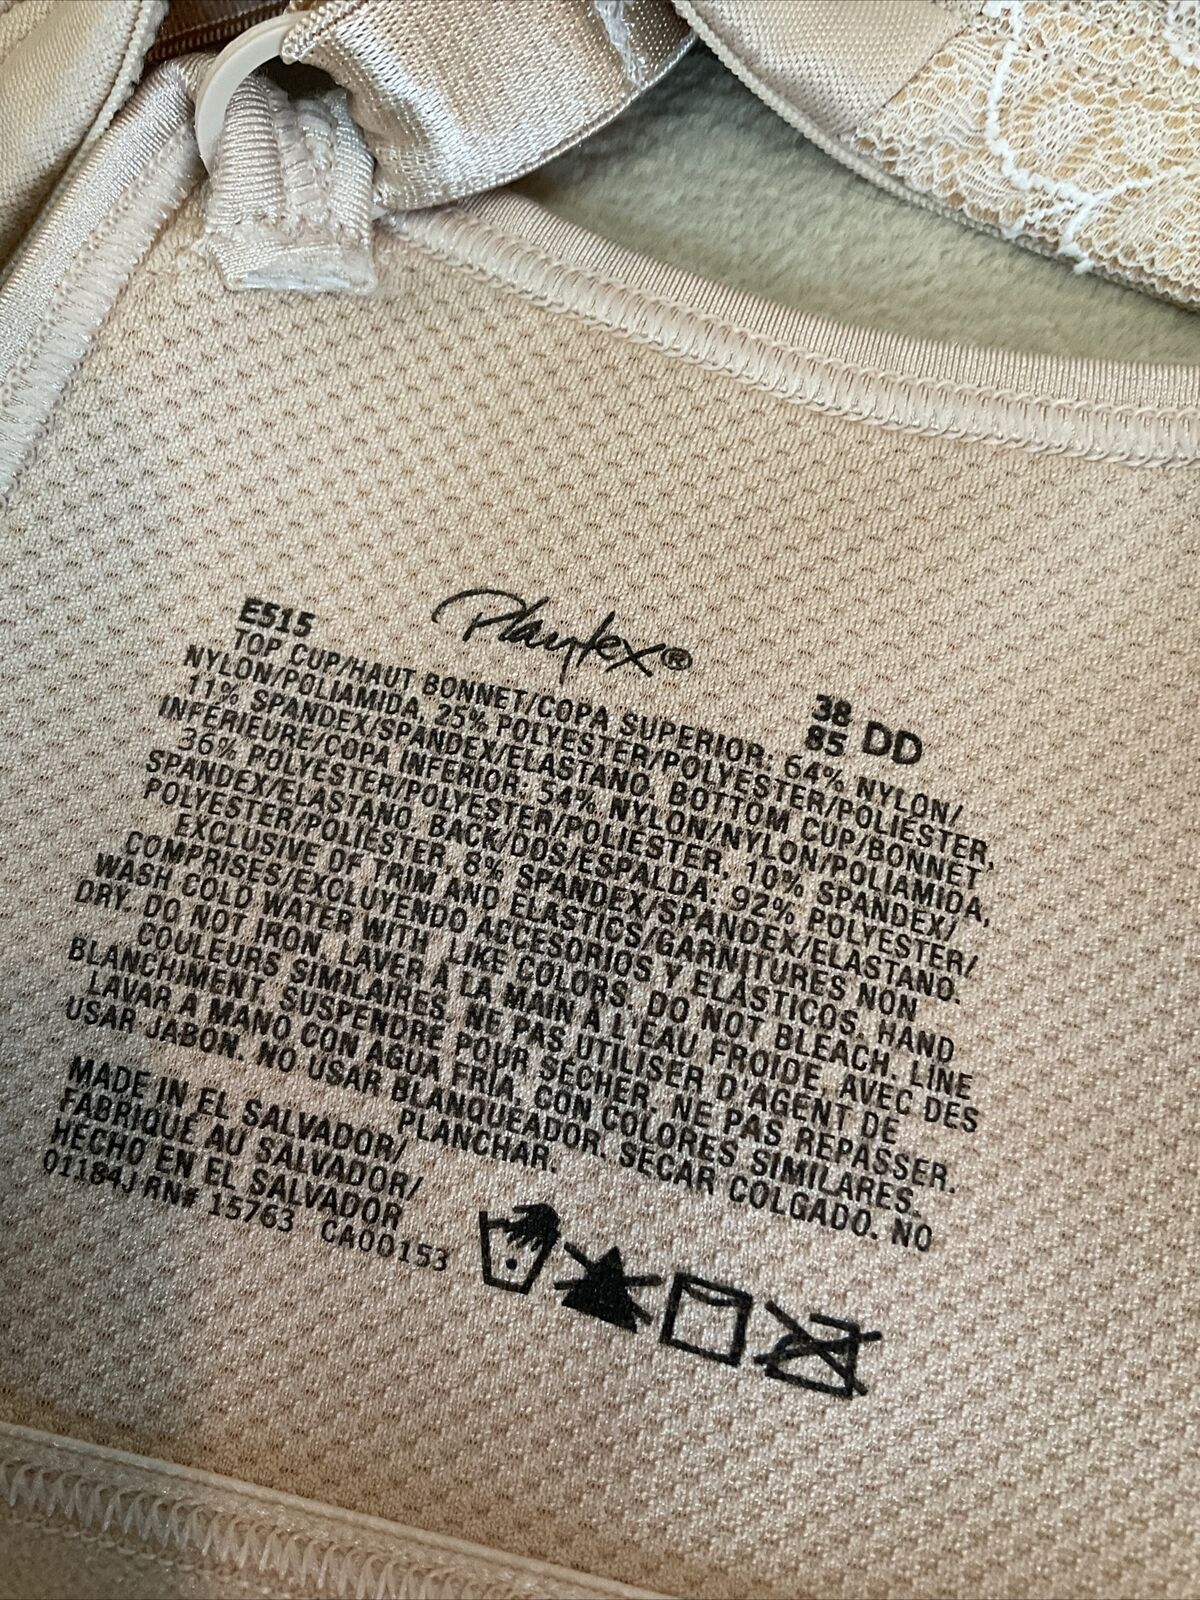 Playtex®
E515
38 DD
85
TOP CUP/HAUT BONNET/COPA SUPERIOR: 64% NYLON/
NYLON/POLIAMIDA, 25% POLYESTER/POLYESTER/POLIESTER,
11% SPANDEX/SPANDEX/ELASTANO. BOTTOM CUP/BONNET
INFERIEURE/COPA INFERIOR: 54% NYLON/NYLON/POLIAMIDA,
36% POLYESTER/POLYESTER/POLIESTER, 10% SPANDEX/
SPANDEX/ELASTANO. BACK/DOS/ESPALDA: 92% POLYESTER/
POLYESTER/POLIESTER, 8% SPANDEX/SPANDEX/ELASTANO.
EXCLUSIVE OF TRIM AND ELASTICS/GARNITURES NON
COMPRISES/EXCLUYENDO ACCESORIOS Y ELÁSTICOS. HAND
WASH COLD WATER WITH LIKE COLORS. DO NOT BLEACH. LINE
DRY. DO NOT IRON. LAVER À LA MAIN À L'EAU FROIDE, AVEC DES
COULEURS SIMILAIRES. NE PAS UTILISER D'AGENT DE
BLANCHIMENT. SUSPENDRE POUR SÉCHER. NE PAS REPASSER.
LAVAR A MANO CON AGUA FRIA, CON COLORES SIMILARES.
USAR JABON. NO USAR BLANQUEADOR. SECAR COLGADO. NO
PLANCHAR.
MADE IN EL SALVADOR/
FABRIQUÉ AU SALVADOR/
HECHO EN EL SALVADOR
01184J RN# 15763 CA00153